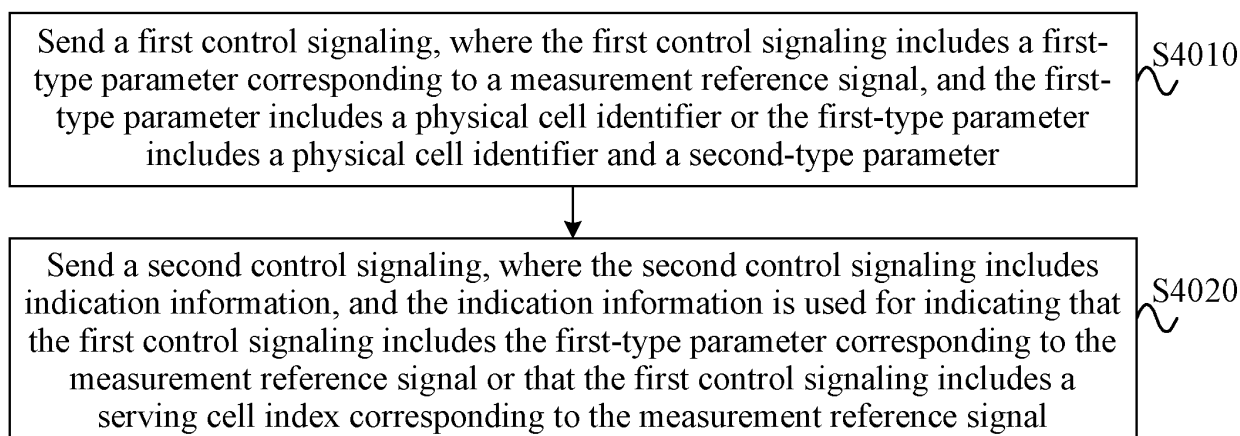 Send a first control signaling, where the first control signaling includes a first-
type parameter corresponding to a measurement reference signal, and the first-
type parameter includes a physical cell identifier or the first-type parameter
includes a physical cell identifier and a second-type parameter
S4010
Send a second control signaling, where the second control signaling includes
indication information, and the indication information is used for indicating that
the first control signaling includes the first-type parameter corresponding to the
measurement reference signal or that the first control signaling includes a
serving cell index corresponding to the measurement reference signal
S4020